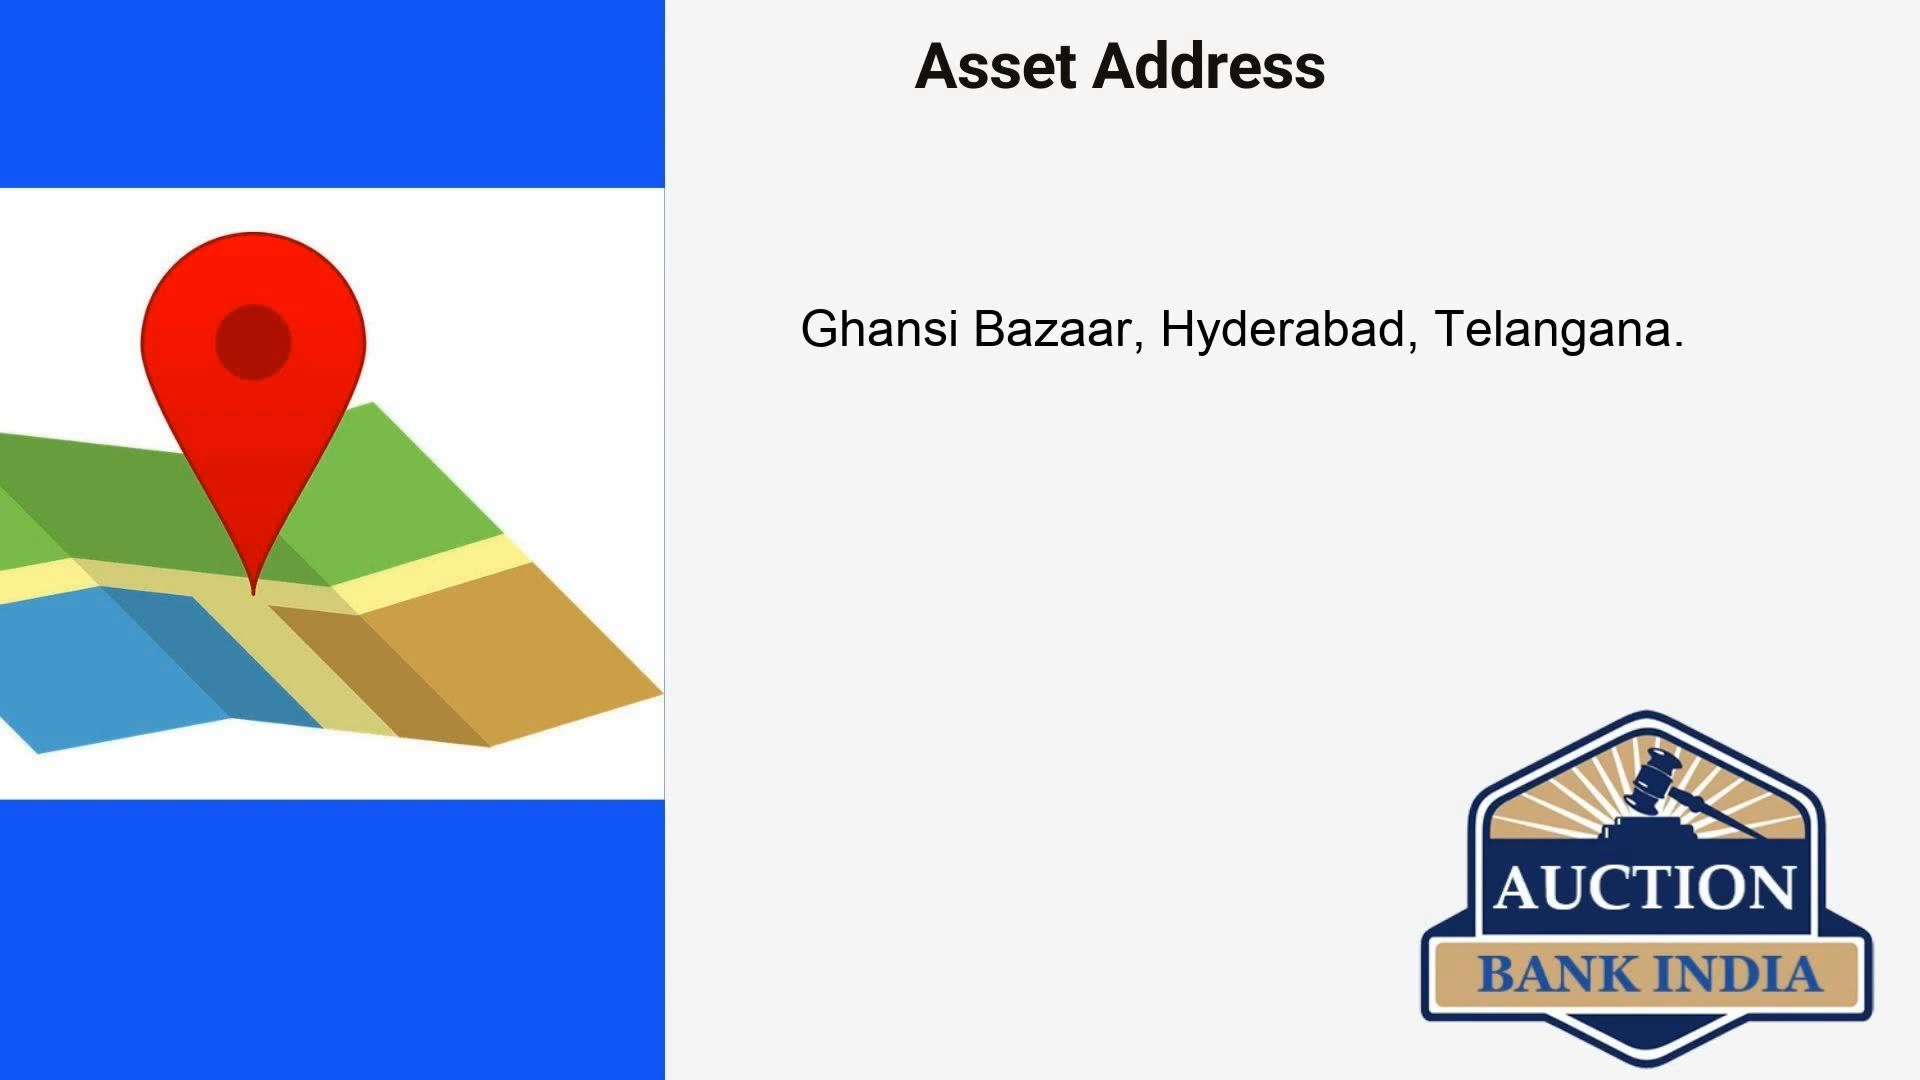 Asset Address
Ghansi Bazaar, Hyderabad, Telangana.
AUCTION
BANK INDIA